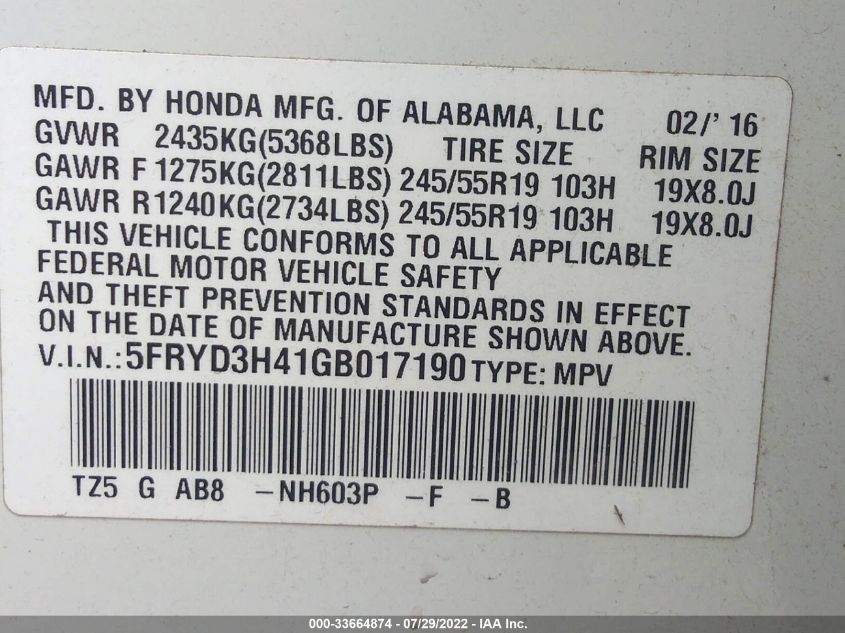 MFD. BY HONDA MFG. OF ALABAMA, LLC 02/' 16
GVWR 2435KG(5368LBS) TIRE SIZE RIM SIZE
GAWR F 1275KG(2811LBS) 245/55R19 103H 19X8.0J
GAWR R1240KG(2734LBS) 245/55R19 103H 19X8.0J
THIS VEHICLE CONFORMS TO ALL APPLICABLE
FEDERAL MOTOR VEHICLE SAFETY
AND THEFT PREVENTION STANDARDS IN EFFECT
ON THE DATE OF MANUFACTURE SHOWN ABOVE.
V.I.N.:5FRYD3H41GB017190 TYPE: MPV
TZ5 G AB8 -NH603P -F -B
000-33664874 - 07/29/2022 - IAA Inc.